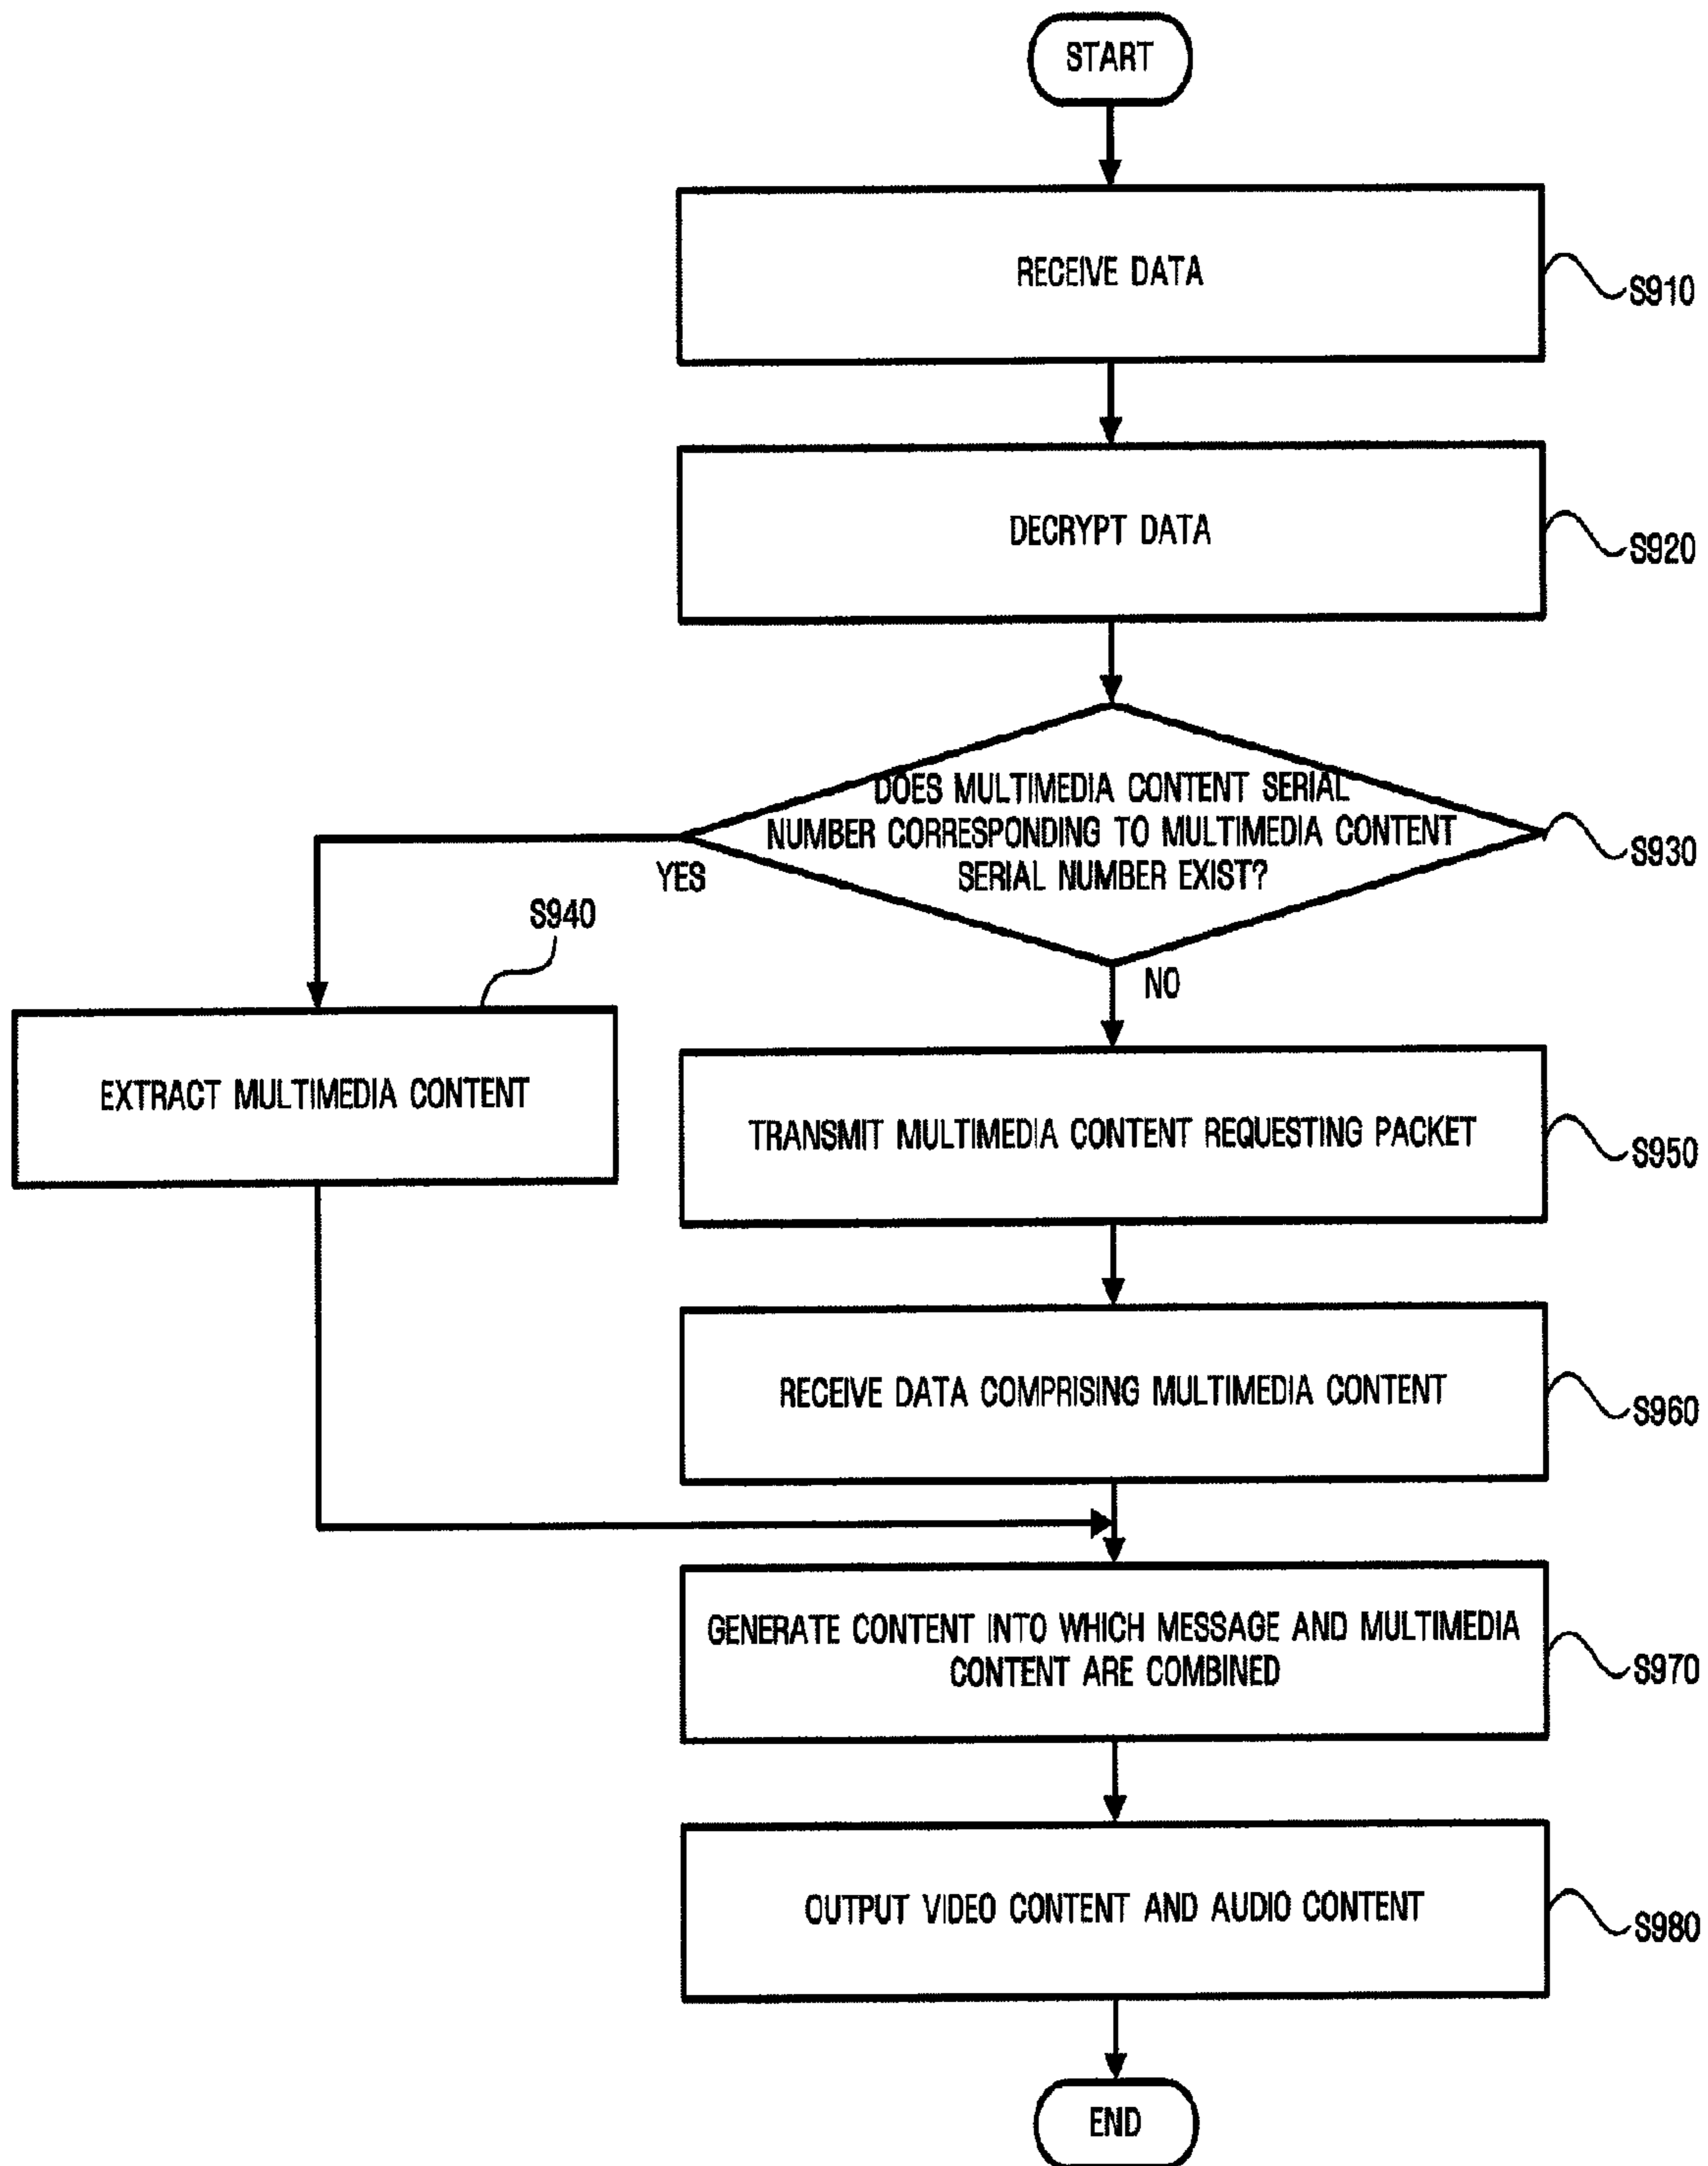 START
RECEIVE DATA
S910
DECRYPT DATA
S920
DOES MULTIMEDIA CONTENT SERIAL
NUMBER CORRESPONDING TO MULTIMEDIA CONTENT
SERIAL NUMBER EXIST?
S930
YES
NO
S940
EXTRACT MULTIMEDIA CONTENT
TRANSMIT MULTIMEDIA CONTENT REQUESTING PACKET
S950
RECEIVE DATA COMPRISING MULTIMEDIA CONTENT
S960
GENERATE CONTENT INTO WHICH MESSAGE AND MULTIMEDIA
CONTENT ARE COMBINED
S970
OUTPUT VIDEO CONTENT AND AUDIO CONTENT
S980
END